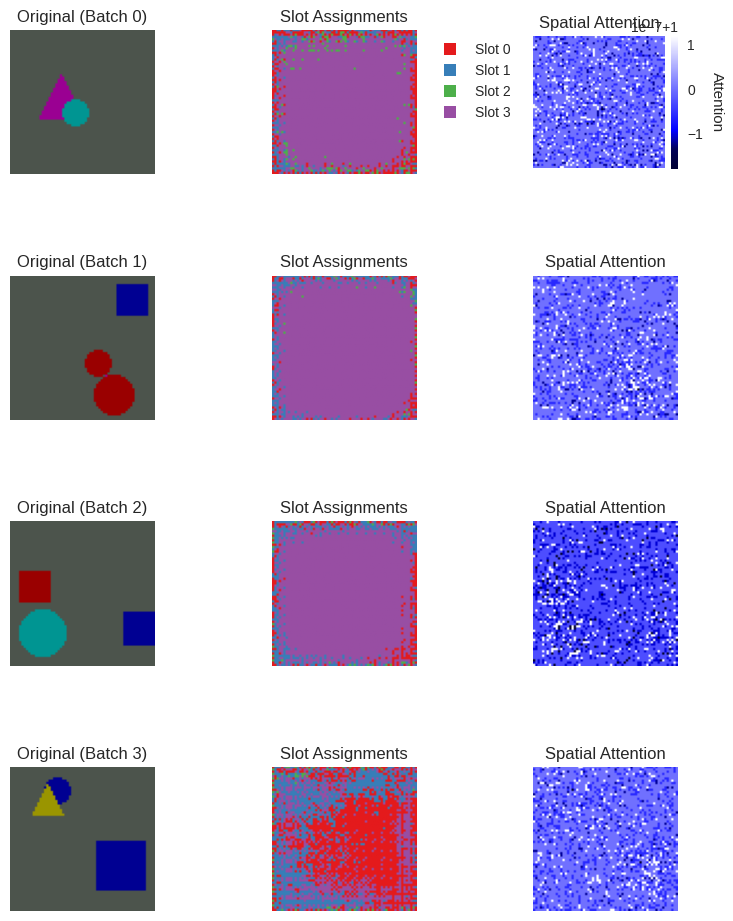 Original (Batch 0)
Slot Assignments
Slot 0
Slot 1
Slot 2
Slot 3
Spatial Attention
1e−7+1
1
0
−1
Attention
Original (Batch 1)
Slot Assignments
Spatial Attention
Original (Batch 2)
Slot Assignments
Spatial Attention
Original (Batch 3)
Slot Assignments
Spatial Attention